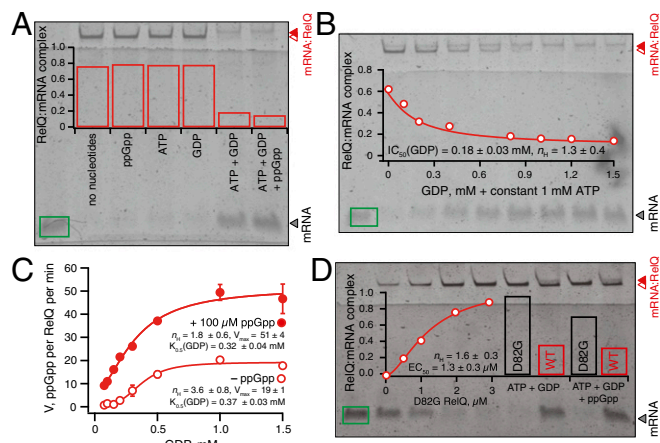 A
mRNA:RelQ
RelQ:mRNA complex
1.0
0.8
0.6
0.4
0.2
0
no nucleotides
ppGpp
ATP
GDP
ATP + GDP
ATP + GDP
+ ppGpp
mRNA
B
mRNA:RelQ
RelQ:mRNA complex
1.0
0.8
0.6
0.4
0.2
0
IC50(GDP) = 0.18 ± 0.03 mM, nH = 1.3 ± 0.4
0 0.3 0.6 0.9 1.2 1.5
GDP, mM + constant 1 mM ATP
mRNA
C
V, ppGpp per RelQ per min
60
50
40
30
20
10
0
+ 100 µM ppGpp
nH = 1.8 ± 0.6, Vmax = 51± 4
K0.5(GDP) = 0.32 ± 0.04 mM
– ppGpp
nH = 3.6 ± 0.8, Vmax = 19 ± 1
K0.5(GDP) = 0.37 ± 0.03 mM
0.0 0.5 1.0 1.5
GDP, mM
D
mRNA:RelQ
RelQ:mRNA complex
1.0
0.8
0.6
0.4
0.2
0
nH = 1.6 ± 0.3
EC50 = 1.3 ± 0.3 µM
0 1 2 3
D82G RelQ, µM
D82G
WT
D82G
WT
ATP + GDP
ATP + GDP
+ ppGpp
mRNA